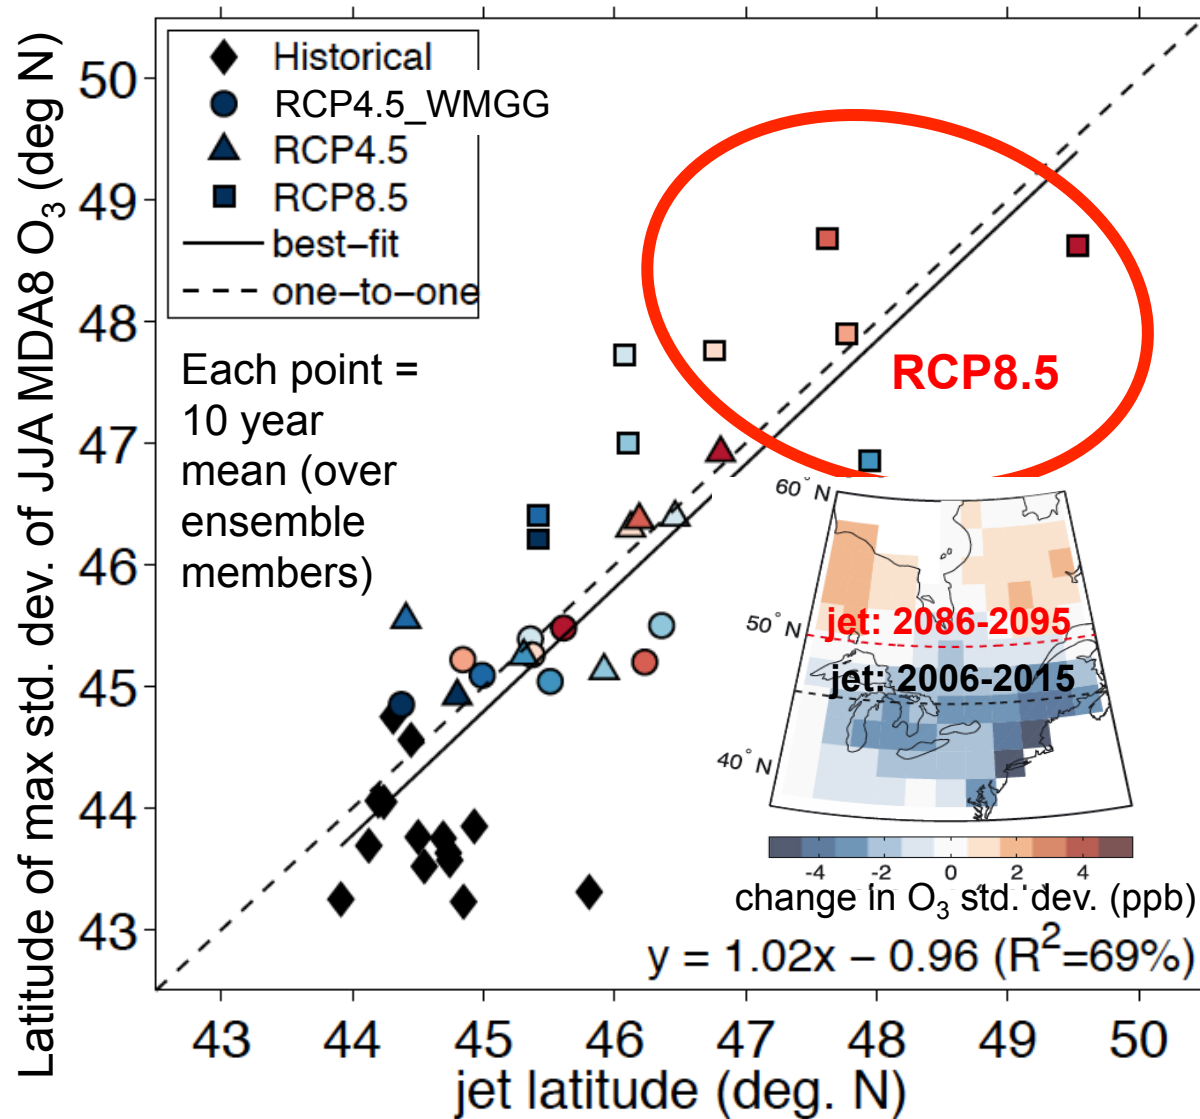 Latitude of max std. dev. of JJA MDA8 O3 (deg N)
50
49
48
47
46
45
44
43
Historical
RCP4.5_WMGG
RCP4.5
RCP8.5
best–fit
one–to–one
Each point =
10 year
mean (over
ensemble
members)
RCP8.5
60°N
50°N
40°N
jet: 2086-2095
jet: 2006-2015
-4 -2 0 2 4
change in O3 std. dev. (ppb)
y = 1.02x – 0.96 (R²=69%)
43 44 45 46 47 48 49 50
jet latitude (deg. N)